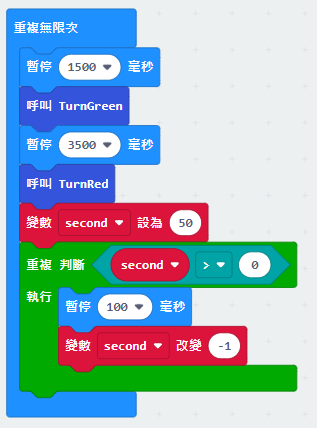 重複無限次
暫停 1500 毫秒
呼叫 TurnGreen
暫停 3500 毫秒
呼叫 TurnRed
變數 second 設為 50
重複 判斷 second > 0
執行
暫停 100 毫秒
變數 second 改變 -1